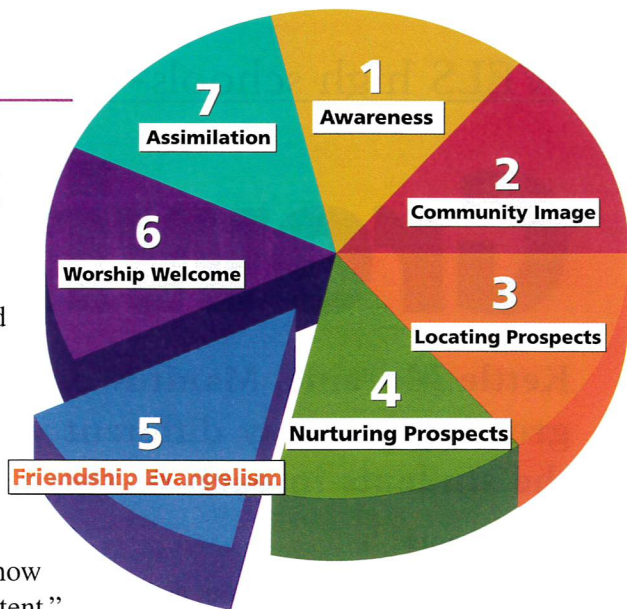 1
Awareness
2
Community Image
3
Locating Prospects
4
Nurturing Prospects
5
Friendship Evangelism
6
Worship Welcome
7
Assimilation